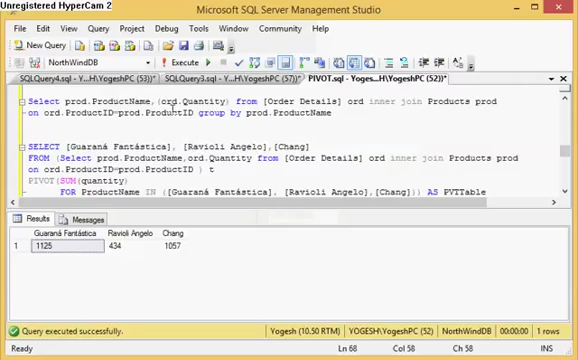 Unregistered HyperCam 2
Microsoft SQL Server Management Studio
File Edit View Query Project Debug Tools Window Community Help
New Query
NorthWindDB Execute
SQLQuery4.sql - Y...H\YogeshPC (53))* SQLQuery3.sql - Y...H\YogeshPC (57))* PIVOT.sql - Yoges...H\YogeshPC (52))*
Select prod.ProductName,(ord.Quantity) from [Order Details] ord inner join Products prod
on ord.ProductID=prod.ProductID group by prod.ProductName
SELECT [Guaraná Fantástica], [Ravioli Angelo],[Chang]
FROM (Select prod.ProductName,ord.Quantity from [Order Details] ord inner join Products prod
on ord.ProductID=prod.ProductID ) t
PIVOT(SUM(quantity)
FOR ProductName IN ([Guaraná Fantástica], [Ravioli Angelo],[Chang])) AS PVTTable
Results Messages
Guaraná Fantástica Ravioli Angelo Chang
1 1125 434 1057
Query executed successfully. Yogesh (10.50 RTM) YOGESH\YogeshPC (52) NorthWindDB 00:00:00 1 rows
Ready Ln 68 Col 58 Ch 58 INS